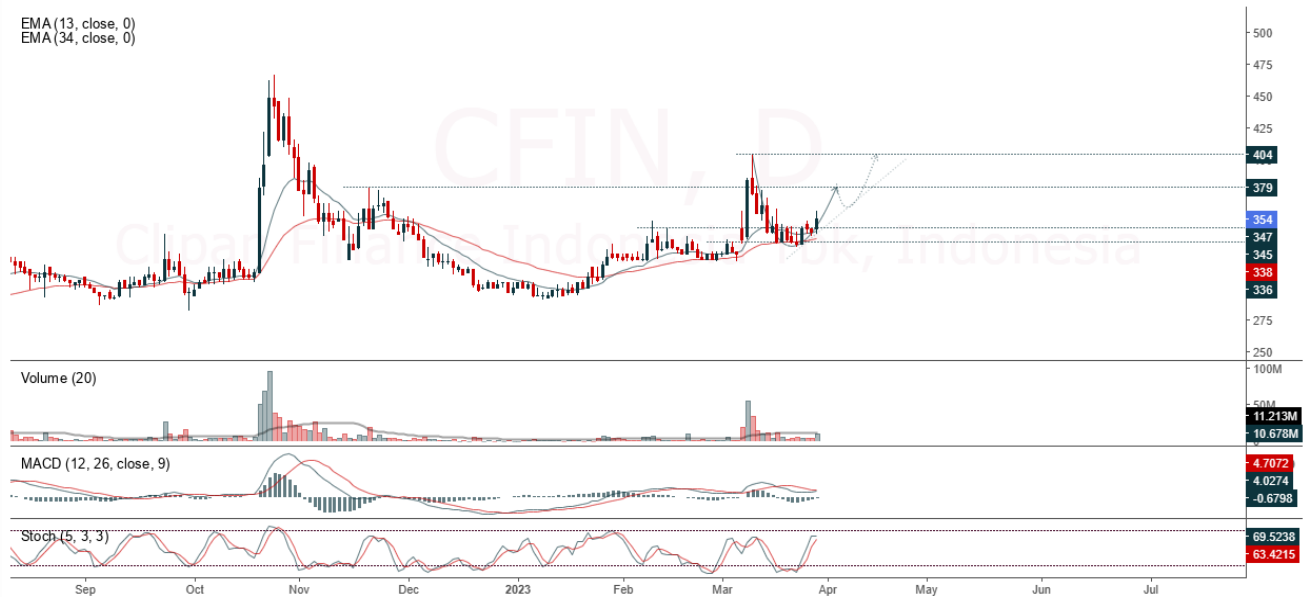 EMA (13, close, 0)
EMA (34, close, 0)
CFIN, D
Clipan Finance Indonesia Tbk., Indonesia
500
475
450
425
404
379
354
347
345
338
336
275
250
Volume (20)
100M
50M
11.213M
10.678M
MACD (12, 26, close, 9)
4.7072
4.0274
-0.6798
Stoch (5, 3, 3)
69.5238
63.4215
Sep Oct Nov Dec 2023 Feb Mar Apr May Jun Jul